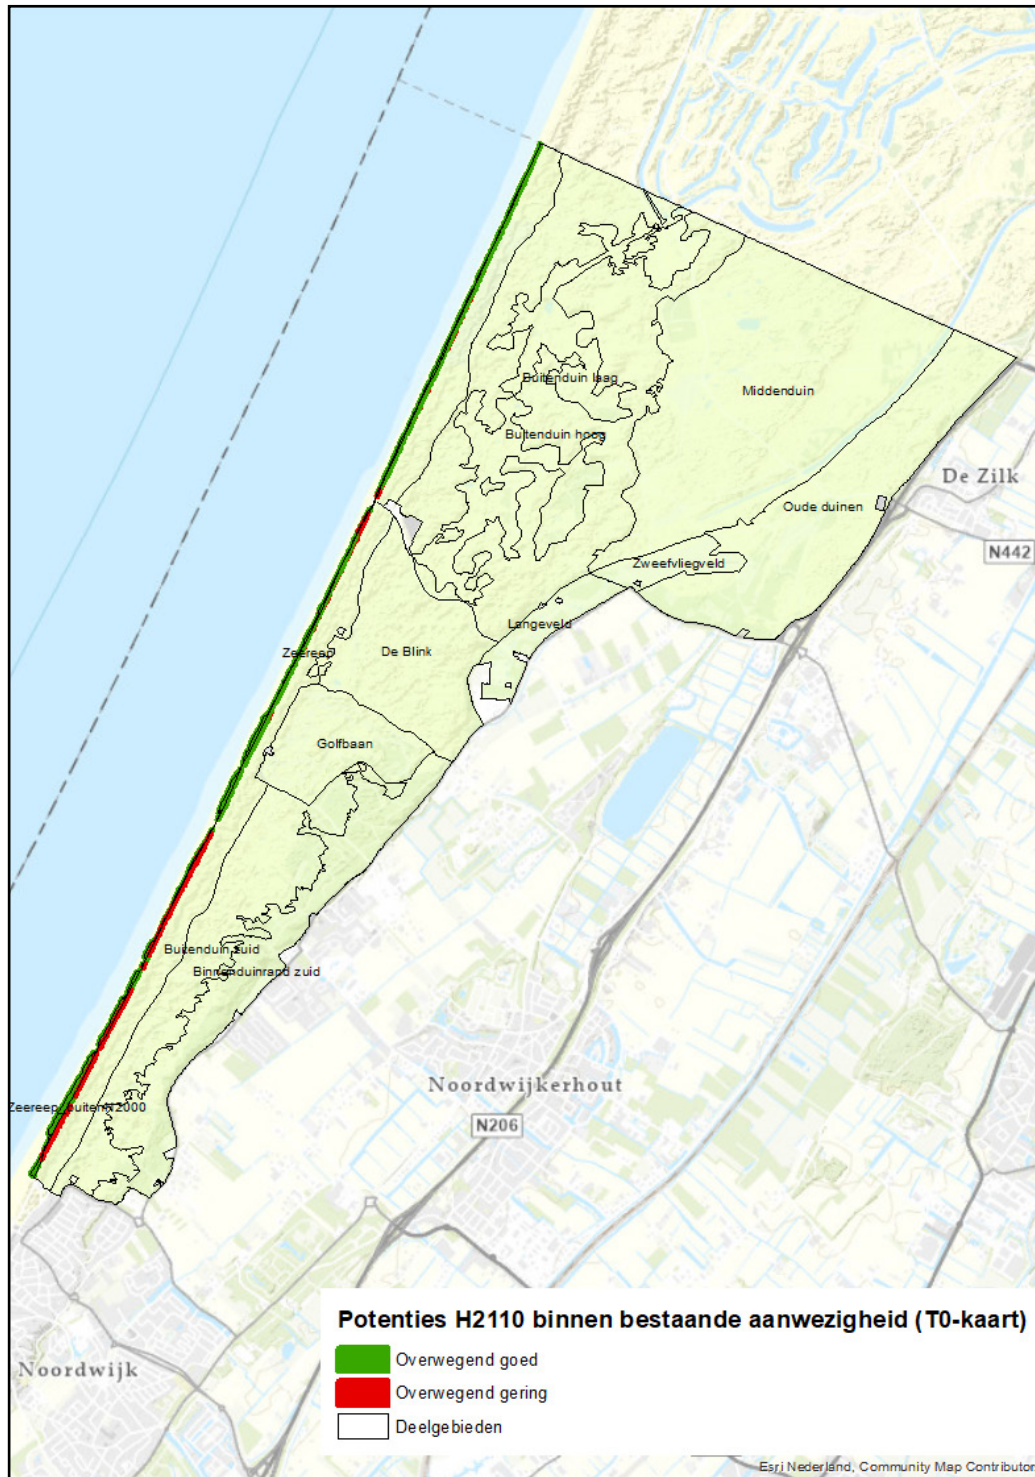 Buitenduin laag
Middenduin
Buitenduin hoog
De Zilk
Oude duinen
N442
Zweefvliegveld
Langeveld
Zeereep
De Blink
Golfbaan
Buitenduin zuid
Binnenduinrand zuid
Noordwijkerhout
Zeereep_buitenN2000
N206
Potenties H2110 binnen bestaande aanwezigheid (T0-kaart)
Overwegend goed
Noordwijk
Overwegend gering
Deelgebieden
Esri Nederland, Community Map Contributor